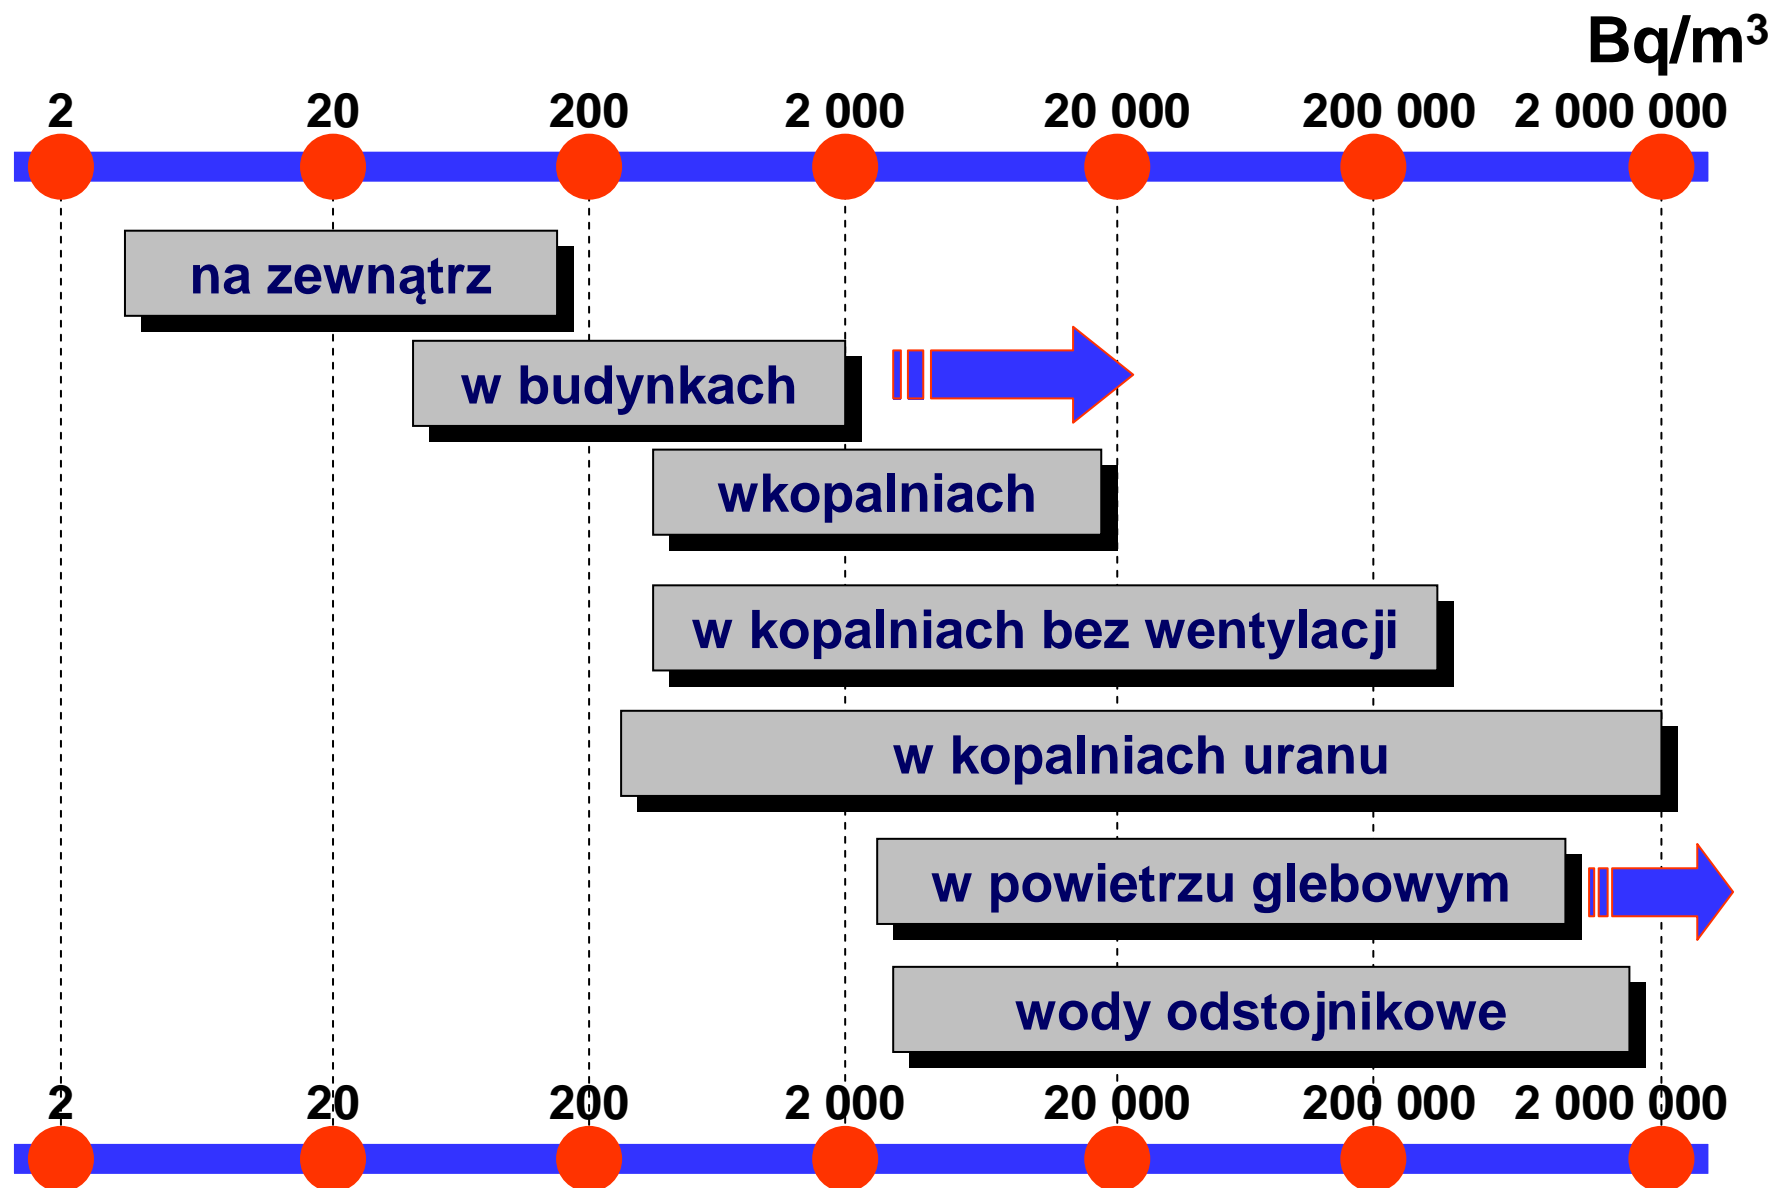 Bq/m³
2 20 200 2 000 20 000 200 000 2 000 000
na zewnątrz
w budynkach
wkopalniach
w kopalniach bez wentylacji
w kopalniach uranu
w powietrzu glebowym
wody odstojnikowe
2 20 200 2 000 20 000 200 000 2 000 000